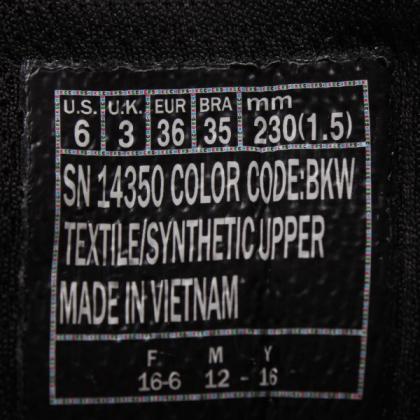 U.S. U.K. EUR BRA mm
6 3 36 35 230(1.5)
SN 14350 COLOR CODE:BKW
TEXTILE/SYNTHETIC UPPER
MADE IN VIETNAM
F M Y
16-6 12 - 16